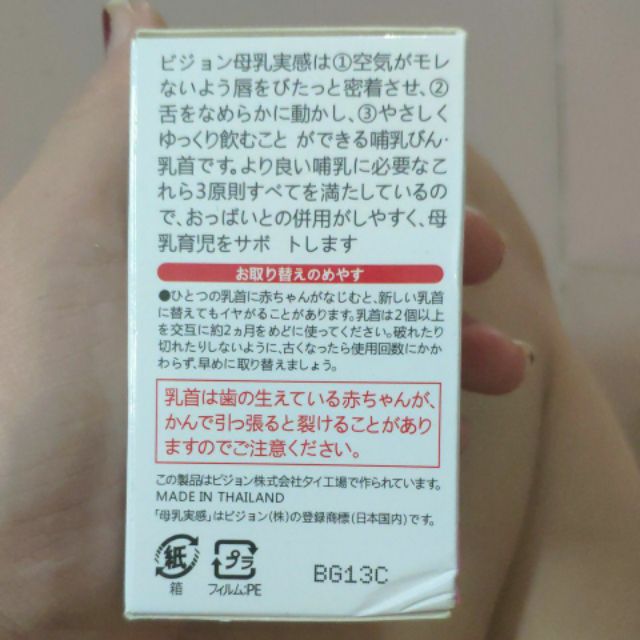 ピジョン母乳実感は①空気がモレ
ないよう唇をぴたっと密着させ、②
舌をなめらかに動かし、③やさしく
ゆっくり飲むこと ができる哺乳びん・
乳首です。より良い哺乳に必要なこ
れら3原則すべてを満たしているの
で、おっぱいとの併用がしやすく、母
乳育児をサポ トします
お取り替えのめやす
●ひとつの乳首に赤ちゃんがなじむと、新しい乳首
に替えてもイヤがることがあります。乳首は2個以上
を交互に約2ヵ月をめどに使ってください。破れたり
切れたりしないように、古くなったら使用回数にかか
わらず、早めに取り替えましょう。
乳首は歯の生えている赤ちゃんが、
かんで引っ張ると裂けることがあり
ますのでご注意ください。
この製品はピジョン株式会社タイ工場で作られています。
MADE IN THAILAND
「母乳実感」はピジョン(株)の登録商標(日本国内)です。
紙 プラ
箱 フィルム:PE BG13C